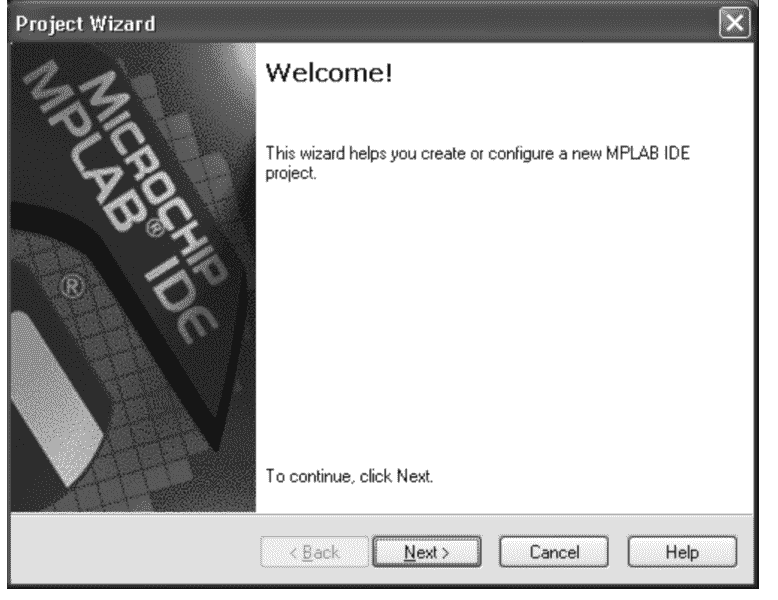 Project Wizard
MICROCHIP
MPLAB® IDE
®
Welcome!
This wizard helps you create or configure a new MPLAB IDE
project.
To continue, click Next.
< Back
Next >
Cancel
Help